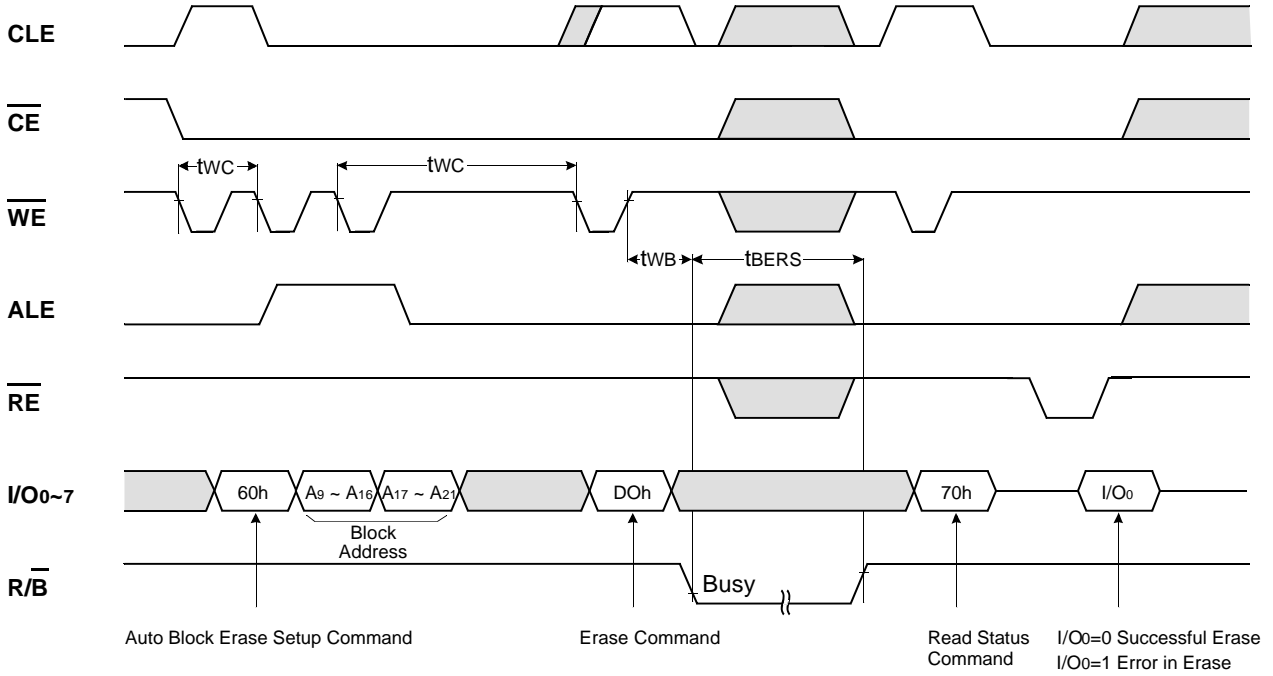 CLE
CE
tWC
tWC
WE
tWB
tBERS
ALE
RE
I/O0~7
60h
A9 ~ A16
A17 ~ A21
DOh
70h
I/O0
Block
Address
R/B
Busy
Auto Block Erase Setup Command
Erase Command
Read Status
Command
I/O0=0 Successful Erase
I/O0=1 Error in Erase